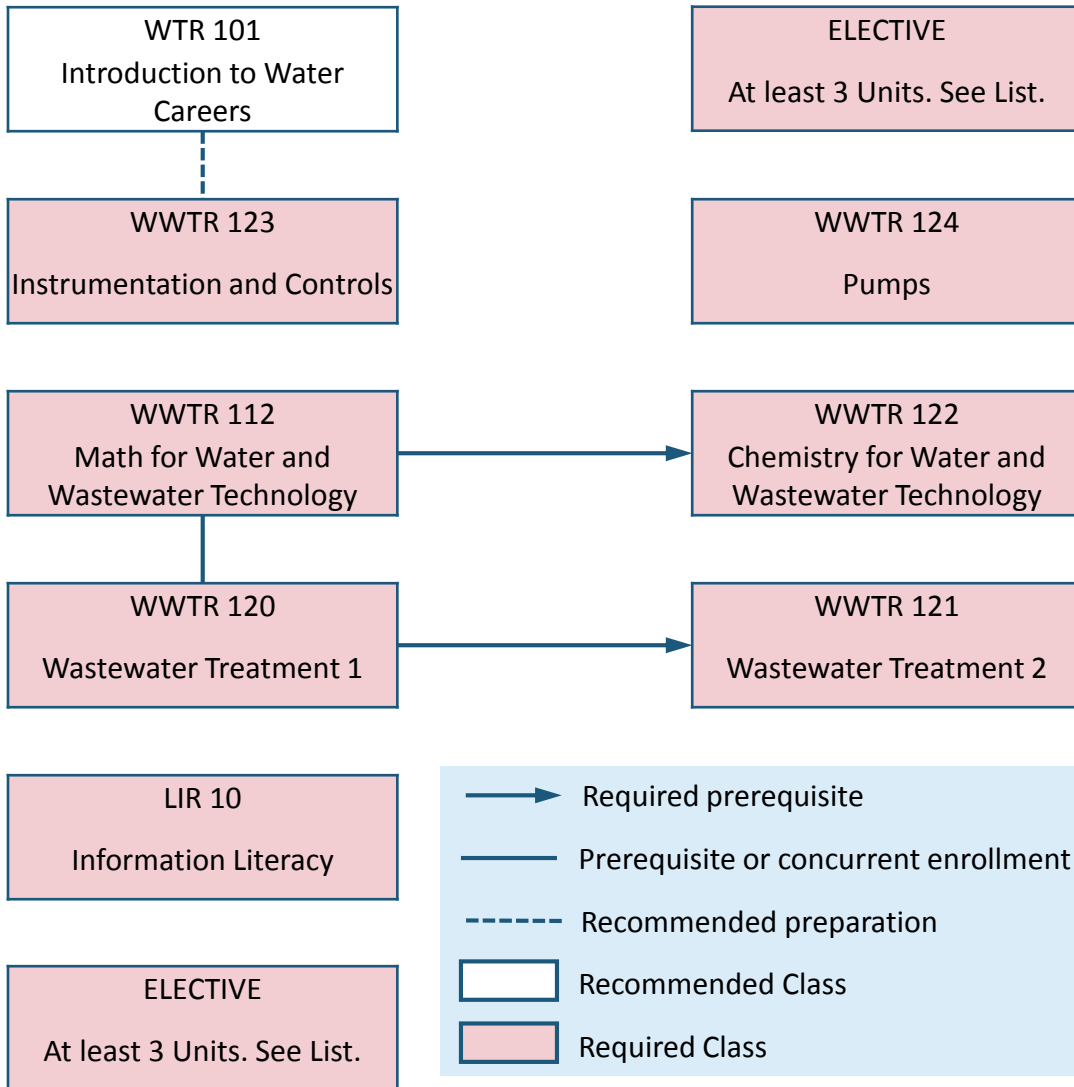 WTR 101
Introduction to Water
Careers
ELECTIVE
At least 3 Units. See List.
WWTR 123
Instrumentation and Controls
WWTR 124
Pumps
WWTR 112
Math for Water and
Wastewater Technology
WWTR 122
Chemistry for Water and
Wastewater Technology
WWTR 120
Wastewater Treatment 1
WWTR 121
Wastewater Treatment 2
LIR 10
Information Literacy
ELECTIVE
At least 3 Units. See List.
Required prerequisite
Prerequisite or concurrent enrollment
Recommended preparation
Recommended Class
Required Class